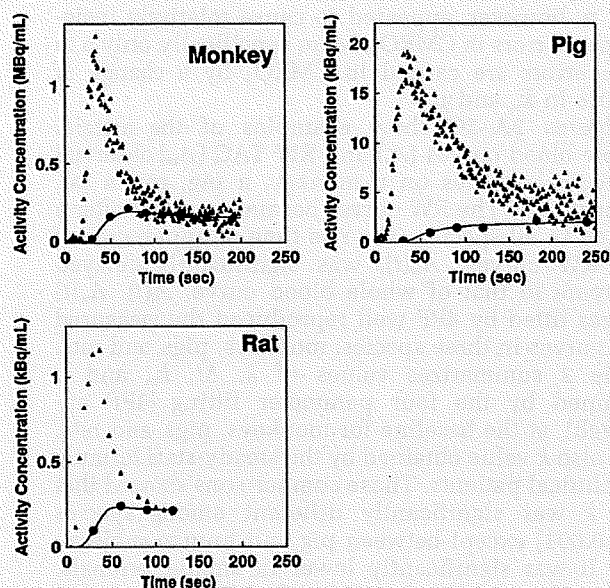 Monkey
Activity Concentration (MBq/mL)
1
0.5
0
0 50 100 150 200 250
Time (sec)
Pig
Activity Concentration (kBq/mL)
20
15
10
5
0
0 50 100 150 200 250
Time (sec)
Rat
Activity Concentration (kBq/mL)
1
0.5
0
0 50 100 150 200 250
Time (sec)